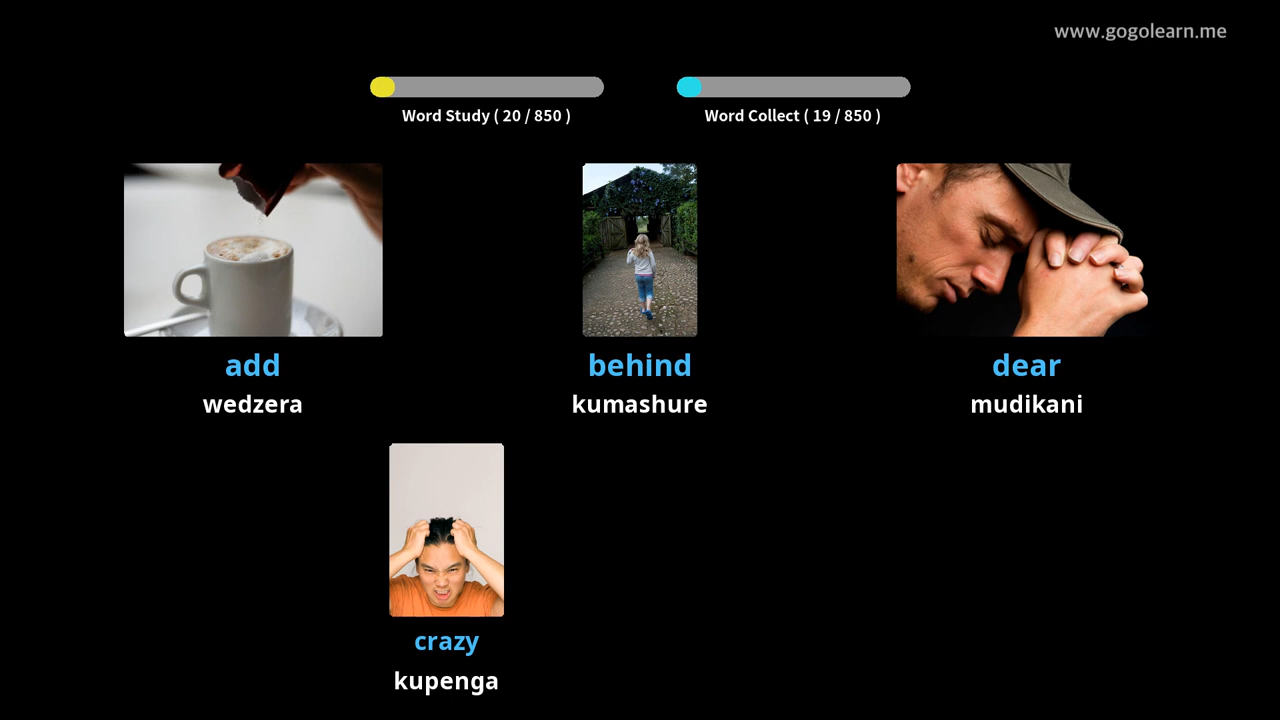 www.gogolearn.me
Word Study ( 20 / 850 )
Word Collect ( 19 / 850 )
add
wedzera
behind
kumashure
dear
mudikani
crazy
kupenga